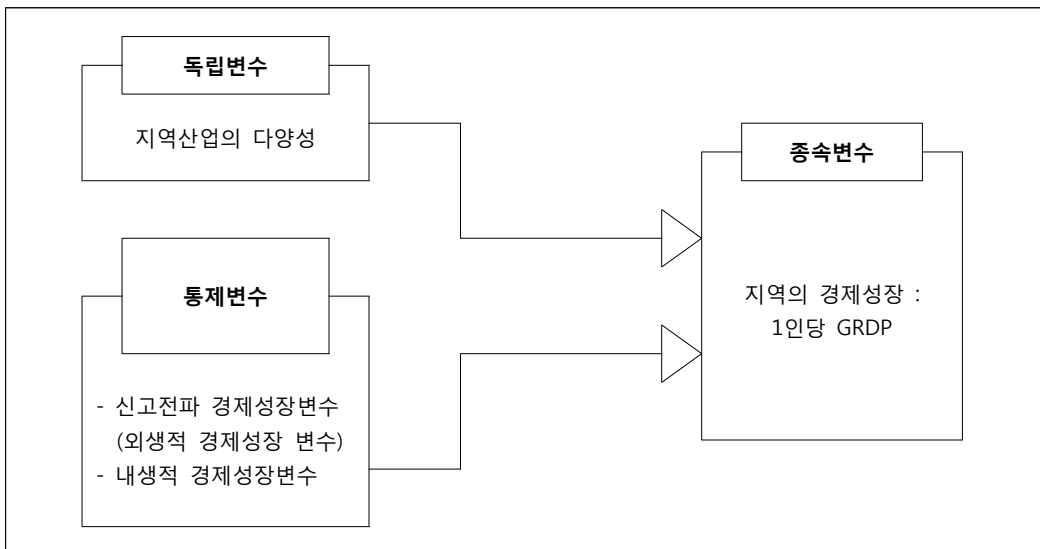 독립변수
지역산업의 다양성
통제변수
- 신고전파 경제성장변수
(외생적 경제성장 변수)
- 내생적 경제성장변수
종속변수
지역의 경제성장 :
1인당 GRDP